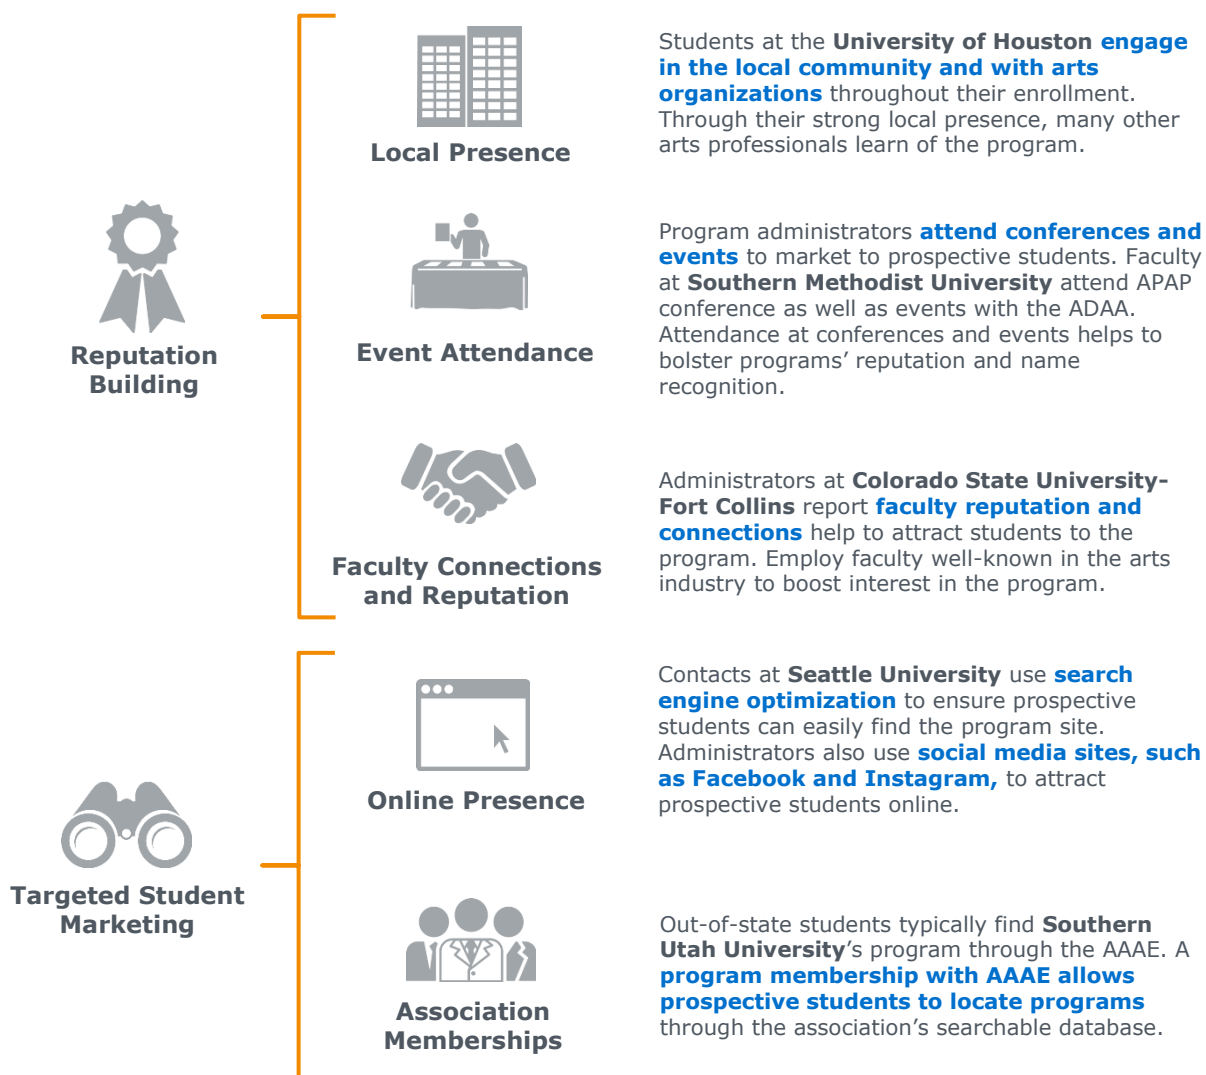 Reputation
Building
Local Presence
Students at the University of Houston engage
in the local community and with arts
organizations throughout their enrollment.
Through their strong local presence, many other
arts professionals learn of the program.
Event Attendance
Program administrators attend conferences and
events to market to prospective students. Faculty
at Southern Methodist University attend APAP
conference as well as events with the ADAA.
Attendance at conferences and events helps to
bolster programs’ reputation and name
recognition.
Faculty Connections
and Reputation
Administrators at Colorado State University-
Fort Collins report faculty reputation and
connections help to attract students to the
program. Employ faculty well-known in the arts
industry to boost interest in the program.
Targeted Student
Marketing
Online Presence
Contacts at Seattle University use search
engine optimization to ensure prospective
students can easily find the program site.
Administrators also use social media sites, such
as Facebook and Instagram, to attract
prospective students online.
Association
Memberships
Out-of-state students typically find Southern
Utah University’s program through the AAAE. A
program membership with AAAE allows
prospective students to locate programs
through the association’s searchable database.